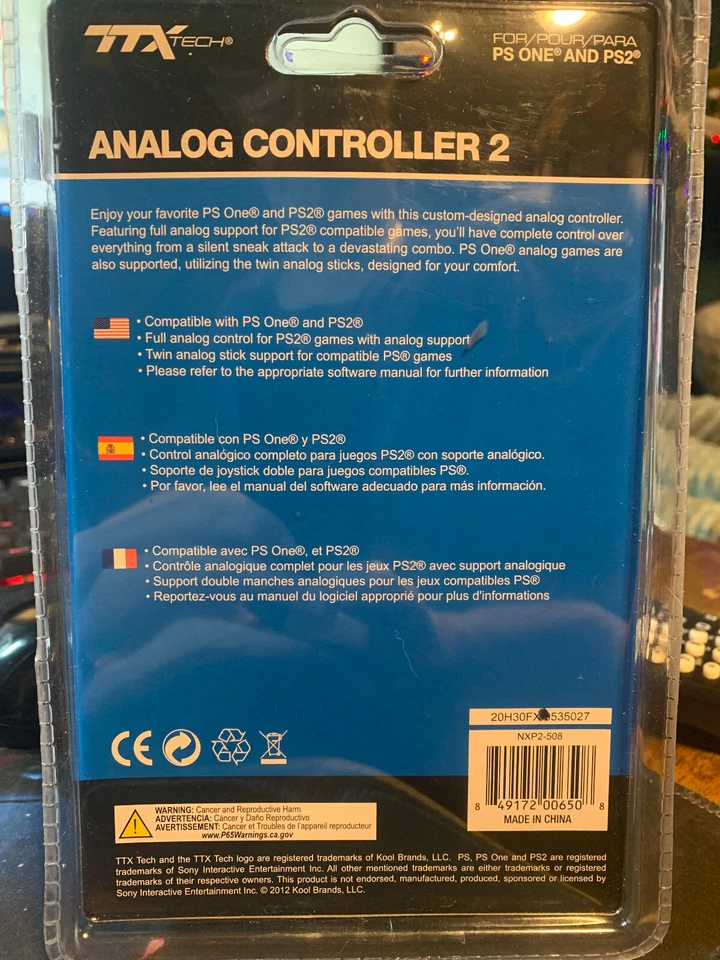 TTX TECH®
FOR/POUR/PARA
PS ONE® AND PS2®
ANALOG CONTROLLER 2
Enjoy your favorite PS One® and PS2® games with this custom-designed analog controller.
Featuring full analog support for PS2® compatible games, you'll have complete control over
everything from a silent sneak attack to a devastating combo. PS One® analog games are
also supported, utilizing the twin analog sticks, designed for your comfort.
• Compatible with PS One® and PS2®
• Full analog control for PS2® games with analog support
• Twin analog stick support for compatible PS® games
• Please refer to the appropriate software manual for further information
• Compatible con PS One® y PS2®
• Control analógico completo para juegos PS2® con soporte analógico.
• Soporte de joystick doble para juegos compatibles PS®.
• Por favor, lee el manual del software adecuado para más información.
• Compatible avec PS One®, et PS2®
• Contrôle analogique complet pour les jeux PS2® avec support analogique
• Support double manches analogiques pour les jeux compatibles PS®
• Reportez-vous au manuel du logiciel approprié pour plus d'informations
20H30FX 535027
NXP2-508
8 49172 00650 8
MADE IN CHINA
CE
WARNING: Cancer and Reproductive Harm
ADVERTENCIA: Cáncer y Daño Reproductivo
AVERTISSEMENT: Cancer et Troubles de l'appareil reproducteur
www.P65Warnings.ca.gov
TTX Tech and the TTX Tech logo are registered trademarks of Kool Brands, LLC. PS, PS One and PS2 are registered
trademarks of Sony Interactive Entertainment Inc. All other mentioned trademarks are either trademarks or registered
trademarks of their respective owners. This product is not endorsed, manufactured, produced, sponsored or licensed by
Sony Interactive Entertainment Inc. © 2012 Kool Brands, LLC.